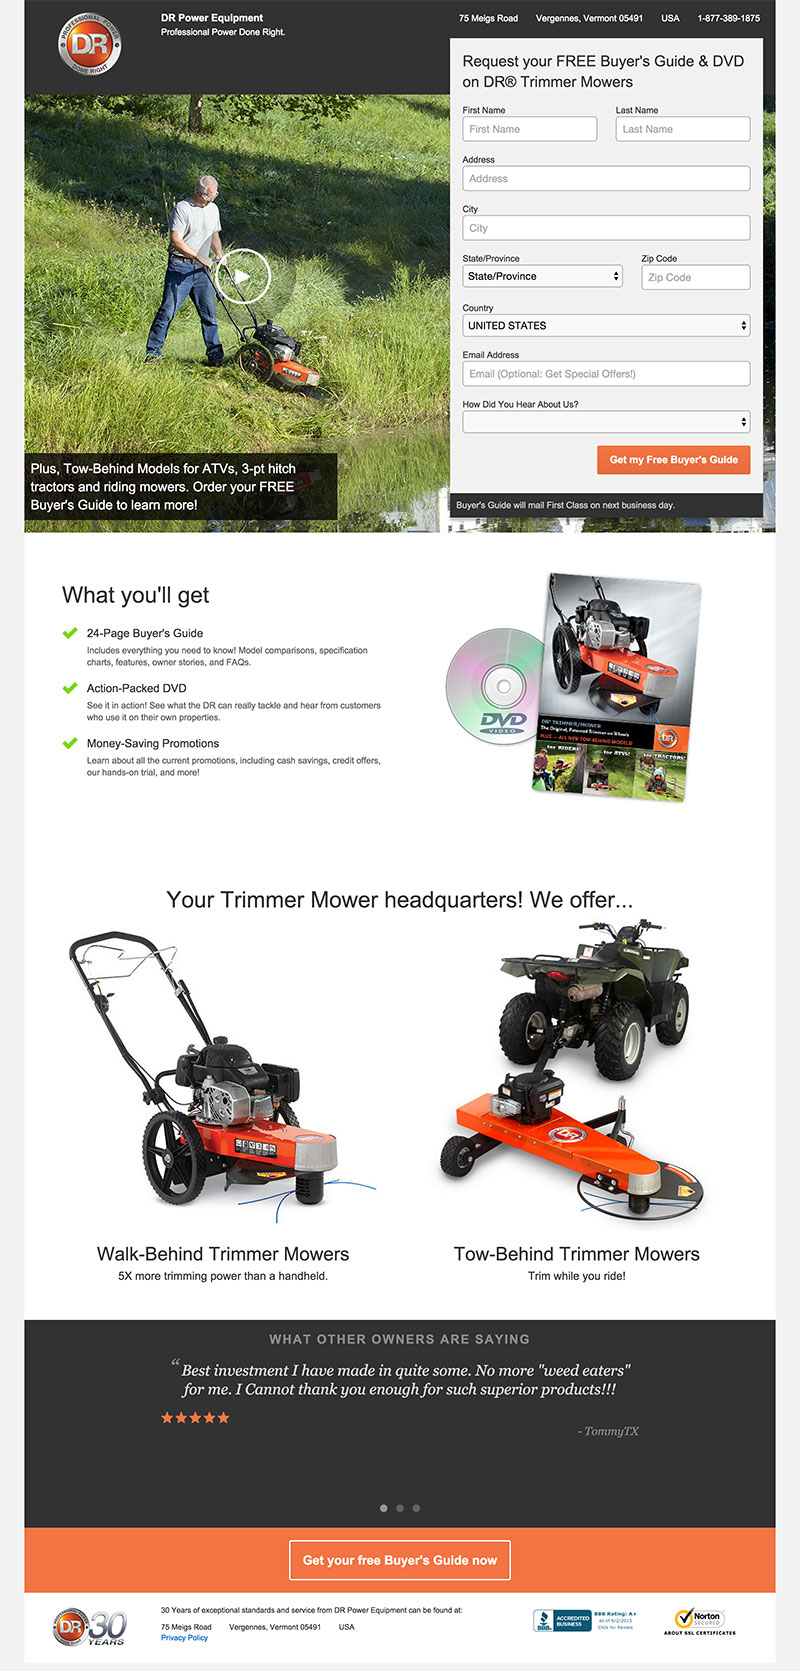 PROFESSIONAL POWER
DR
DONE RIGHT
DR Power Equipment
Professional Power Done Right.
75 Meigs Road Vergennes, Vermont 05491 USA 1-877-389-1875
Request your FREE Buyer's Guide & DVD
on DR® Trimmer Mowers
First Name Last Name
First Name Last Name
Address
Address
City
City
State/Province Zip Code
State/Province Zip Code
Country
UNITED STATES
Email Address
Email (Optional: Get Special Offers!)
How Did You Hear About Us?
Get my Free Buyer's Guide
Buyer's Guide will mail First Class on next business day.
Plus, Tow-Behind Models for ATVs, 3-pt hitch
tractors and riding mowers. Order your FREE
Buyer's Guide to learn more!
What you'll get
24-Page Buyer's Guide
Includes everything you need to know! Model comparisons, specification
charts, features, owner stories, and FAQs.
Action-Packed DVD
See it in action! See what the DR can really tackle and hear from customers
who use it on their own properties.
Money-Saving Promotions
Learn about all the current promotions, including cash savings, credit offers,
our hands-on trial, and more!
DVD
VIDEO
DR® TRIMMER/MOWER
The Original, Patented Trimmer on Wheels
PLUS — ALL NEW TOW-BEHIND MODELS!
DR
...for RIDERS! ...for ATVS! ...for TRACTORS!
Your Trimmer Mower headquarters! We offer...
DR
Walk-Behind Trimmer Mowers Tow-Behind Trimmer Mowers
5X more trimming power than a handheld. Trim while you ride!
WHAT OTHER OWNERS ARE SAYING
“Best investment I have made in quite some. No more "weed eaters"
for me. I Cannot thank you enough for such superior products!!!
- TommyTX
Get your free Buyer's Guide now
DR 30 YEARS
30 Years of exceptional standards and service from DR Power Equipment can be found at:
75 Meigs Road Vergennes, Vermont 05491 USA
Privacy Policy
BBB ACCREDITED BUSINESS
BBB Rating: A+
as of 6/2/2015
Click for Review
Norton
SECURED
ABOUT SSL CERTIFICATES